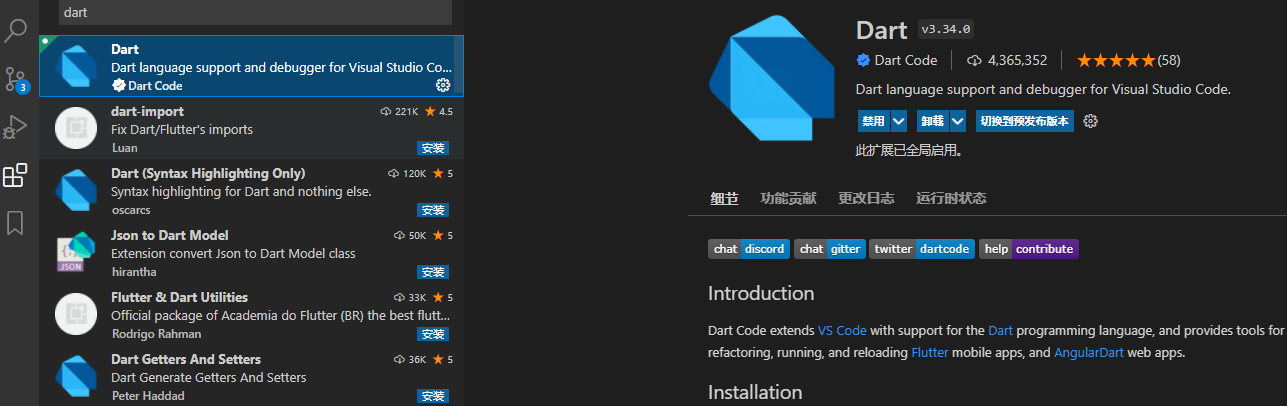 dart
3
Dart
Dart language support and debugger for Visual Studio Co...
Dart Code
dart-import
221K
4.5
Fix Dart/Flutter's imports
Luan
安装
Dart (Syntax Highlighting Only)
120K
5
Syntax highlighting for Dart and nothing else.
oscarcs
安装
Json to Dart Model
50K
5
Extension convert Json to Dart Model class
hirantha
安装
JSON
Flutter & Dart Utilities
33K
5
Official package of Academia do Flutter (BR) the best flutt...
Rodrigo Rahman
安装
Dart Getters And Setters
36K
5
Dart Generate Getters And Setters
Peter Haddad
安装
Dart v3.34.0
Dart Code 4,365,352 (58)
Dart language support and debugger for Visual Studio Code.
禁用 卸载 切换到预发布版本
此扩展已全局启用。
细节 功能贡献 更改日志 运行时状态
chat discord chat gitter twitter dartcode help contribute
Introduction
Dart Code extends VS Code with support for the Dart programming language, and provides tools for
refactoring, running, and reloading Flutter mobile apps, and AngularDart web apps.
Installation